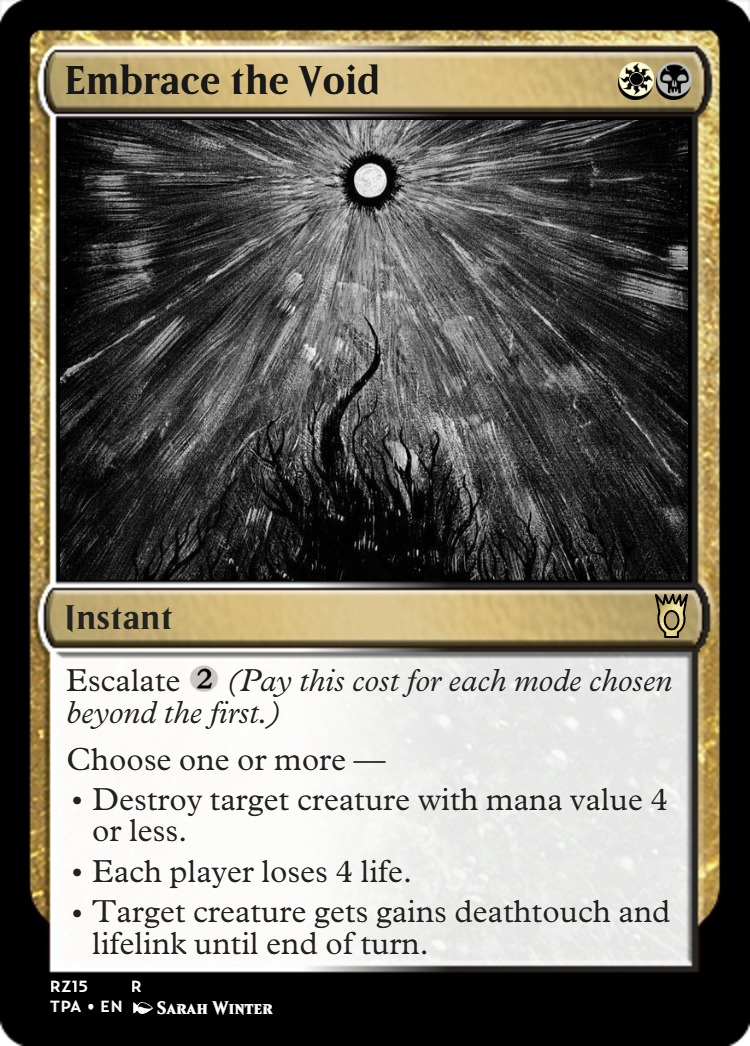 Embrace the Void
Instant
Escalate 2 (Pay this cost for each mode chosen
beyond the first.)
Choose one or more —
• Destroy target creature with mana value 4
or less.
• Each player loses 4 life.
• Target creature gets gains deathtouch and
lifelink until end of turn.
RZ15 R
TPA • EN Sarah Winter